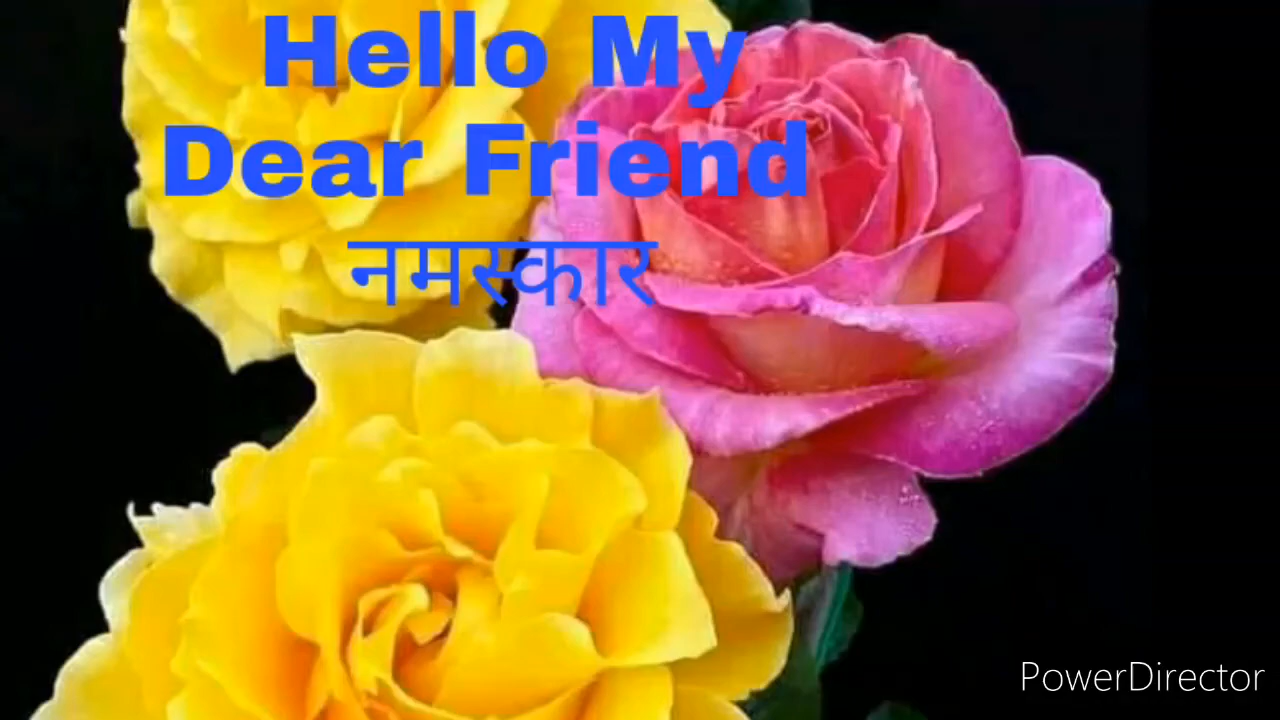 Hello My
Dear Friend
नमस्कार
PowerDirector